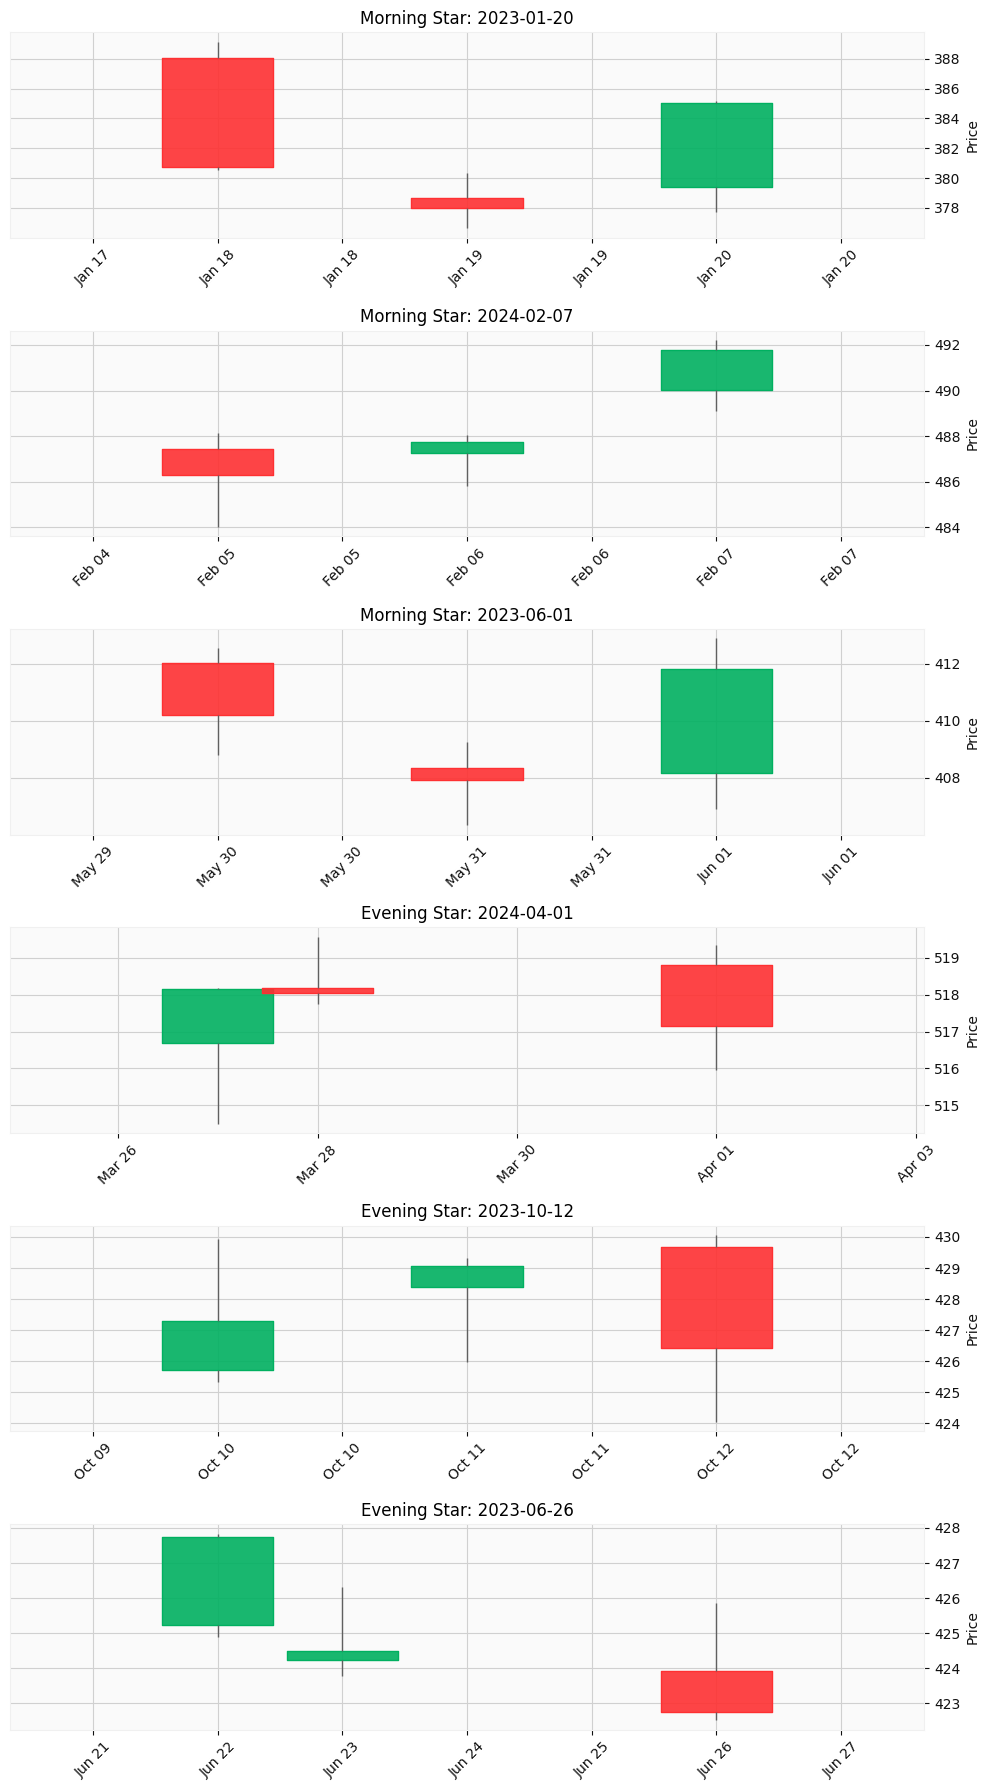 Morning Star: 2023-01-20
388
386
384
382
380
378
Price
Jan 17
Jan 18
Jan 18
Jan 19
Jan 19
Jan 20
Jan 20
Morning Star: 2024-02-07
492
490
488
486
484
Price
Feb 04
Feb 05
Feb 05
Feb 06
Feb 06
Feb 07
Feb 07
Morning Star: 2023-06-01
412
410
408
Price
May 29
May 30
May 30
May 31
May 31
Jun 01
Jun 01
Evening Star: 2024-04-01
519
518
517
516
515
Price
Mar 26
Mar 28
Mar 30
Apr 01
Apr 03
Evening Star: 2023-10-12
430
429
428
427
426
425
424
Price
Oct 09
Oct 10
Oct 10
Oct 11
Oct 11
Oct 12
Oct 12
Evening Star: 2023-06-26
428
427
426
425
424
423
Price
Jun 21
Jun 22
Jun 23
Jun 24
Jun 25
Jun 26
Jun 27